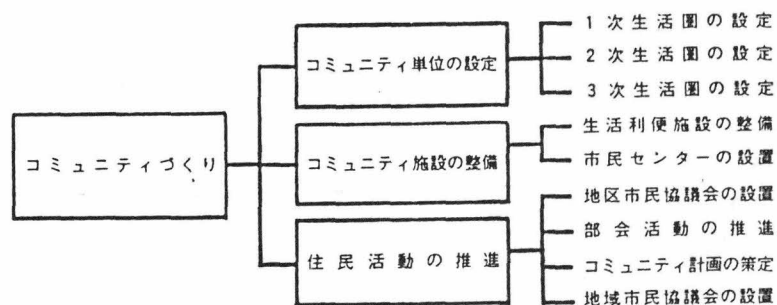 コミュニティづくり
コミュニティ単位の設定
1次生活圏の設定
2次生活圏の設定
3次生活圏の設定
コミュニティ施設の整備
生活利便施設の整備
市民センターの設置
住民活動の推進
地区市民協議会の設置
部会活動の推進
コミュニティ計画の策定
地域市民協議会の設置